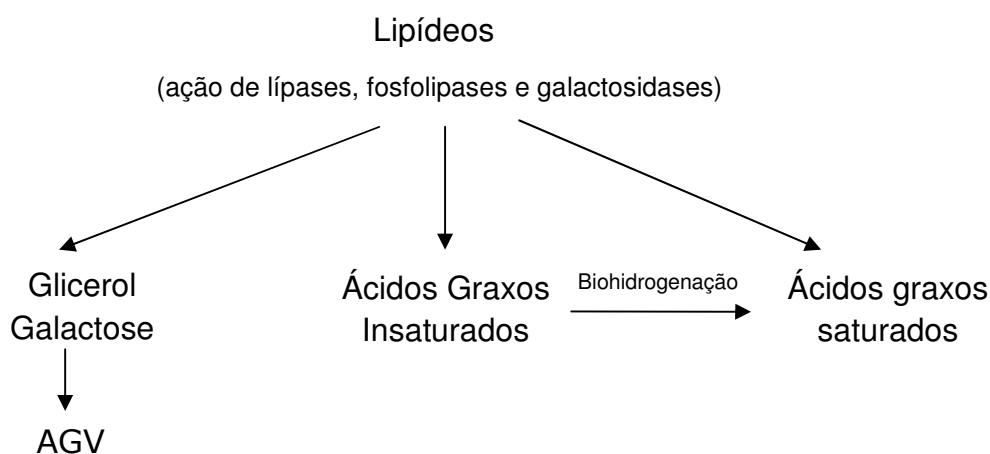 Lipídeos
(ação de lípases, fosfolipases e galactosidases)
Glicerol
Galactose
Ácidos Graxos
Insaturados
Biohidrogenação
Ácidos graxos
saturados
AGV